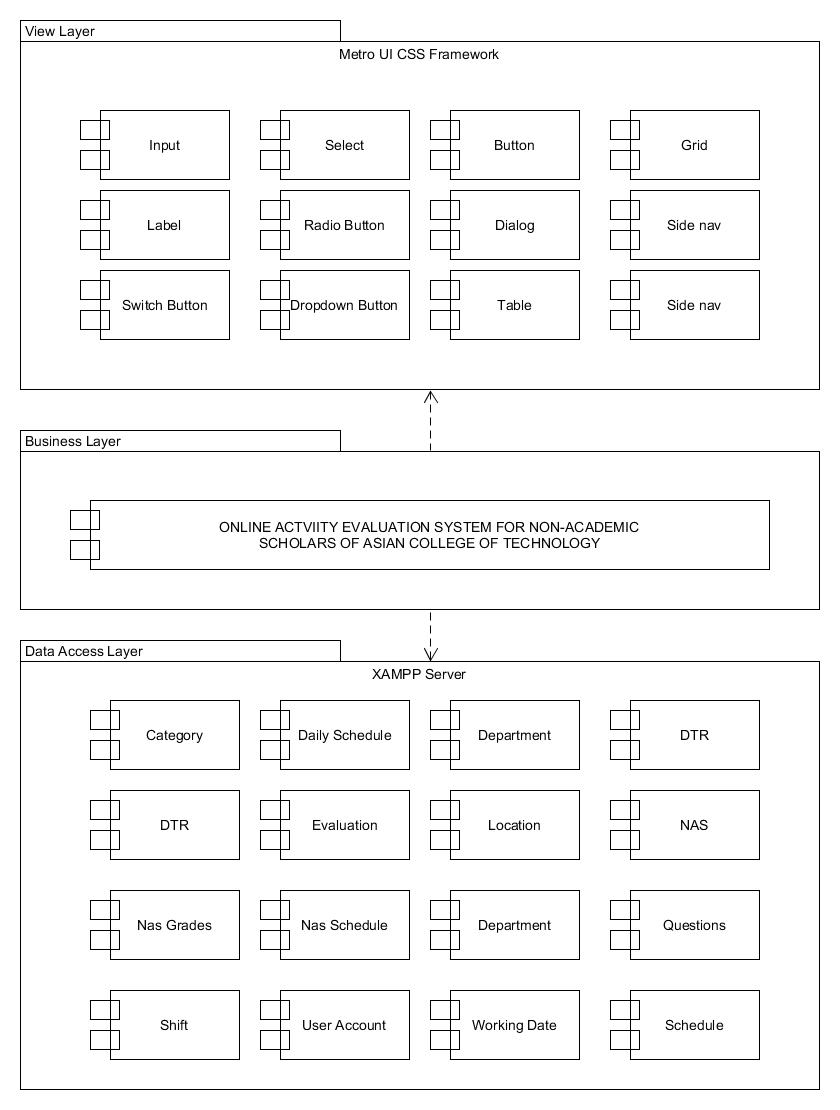 View Layer
Metro UI CSS Framework
Input
Select
Button
Grid
Label
Radio Button
Dialog
Side nav
Switch Button
Dropdown Button
Table
Side nav
Business Layer
ONLINE ACTVIITY EVALUATION SYSTEM FOR NON-ACADEMIC
SCHOLARS OF ASIAN COLLEGE OF TECHNOLOGY
Data Access Layer
XAMPP Server
Category
Daily Schedule
Department
DTR
DTR
Evaluation
Location
NAS
Nas Grades
Nas Schedule
Department
Questions
Shift
User Account
Working Date
Schedule